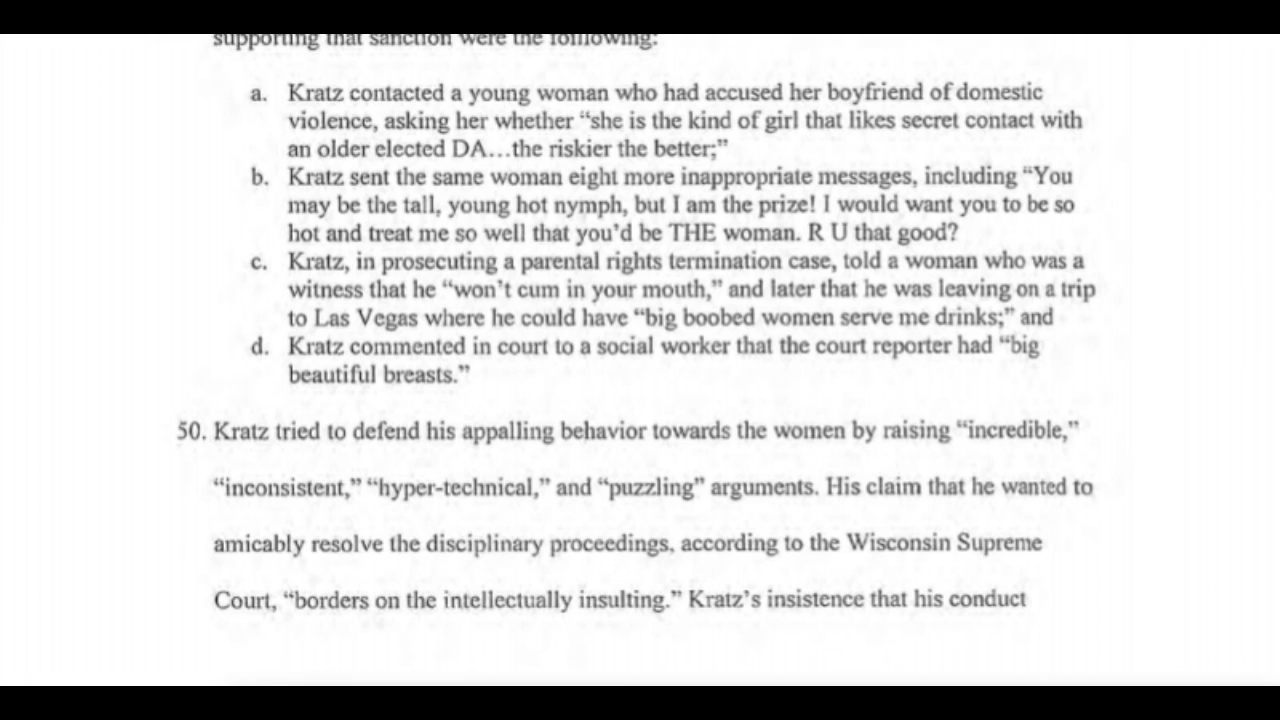 supporting that sanction were the following:
a. Kratz contacted a young woman who had accused her boyfriend of domestic
violence, asking her whether “she is the kind of girl that likes secret contact with
an older elected DA…the riskier the better;”
b. Kratz sent the same woman eight more inappropriate messages, including “You
may be the tall, young hot nymph, but I am the prize! I would want you to be so
hot and treat me so well that you’d be THE woman. R U that good?
c. Kratz, in prosecuting a parental rights termination case, told a woman who was a
witness that he “won’t cum in your mouth,” and later that he was leaving on a trip
to Las Vegas where he could have “big boobed women serve me drinks;” and
d. Kratz commented in court to a social worker that the court reporter had “big
beautiful breasts.”
50. Kratz tried to defend his appalling behavior towards the women by raising “incredible,”
“inconsistent,” “hyper-technical,” and “puzzling” arguments. His claim that he wanted to
amicably resolve the disciplinary proceedings, according to the Wisconsin Supreme
Court, “borders on the intellectually insulting.” Kratz’s insistence that his conduct